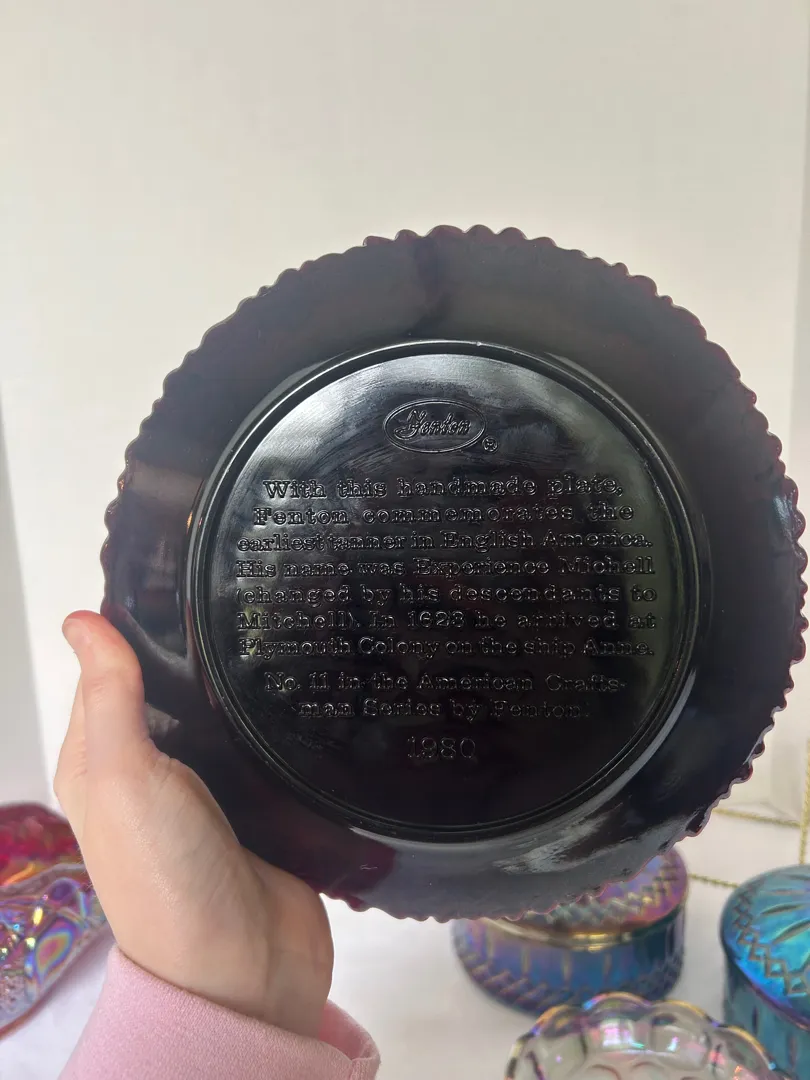 Fenton ®
With this handmade plate,
Fenton commemorates the
earliest tanner in English America.
His name was Experience Michell
(changed by his descendants to
Mitchell). In 1623 he arrived at
Plymouth Colony on the ship Anne.
No. 11 in the American Crafts-
man Series by Fenton.
1980